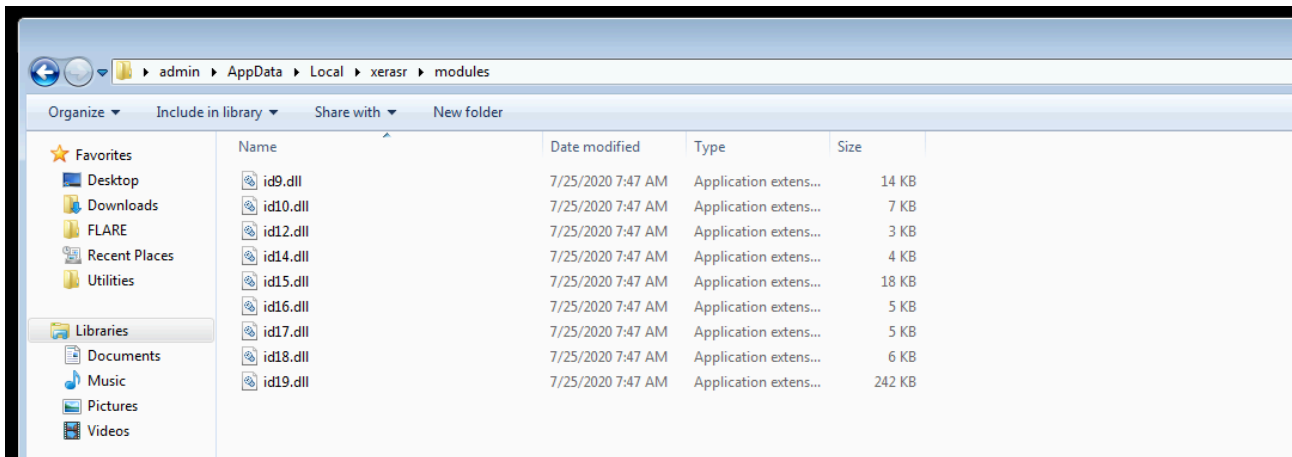 admin AppData Local xerasr modules
Organize Include in library Share with New folder
Favorites
Desktop
Downloads
FLARE
Recent Places
Utilities
Libraries
Documents
Music
Pictures
Videos
Name Date modified Type Size
id9.dll 7/25/2020 7:47 AM Application extens... 14 KB
id10.dll 7/25/2020 7:47 AM Application extens... 7 KB
id12.dll 7/25/2020 7:47 AM Application extens... 3 KB
id14.dll 7/25/2020 7:47 AM Application extens... 4 KB
id15.dll 7/25/2020 7:47 AM Application extens... 18 KB
id16.dll 7/25/2020 7:47 AM Application extens... 5 KB
id17.dll 7/25/2020 7:47 AM Application extens... 5 KB
id18.dll 7/25/2020 7:47 AM Application extens... 6 KB
id19.dll 7/25/2020 7:47 AM Application extens... 242 KB